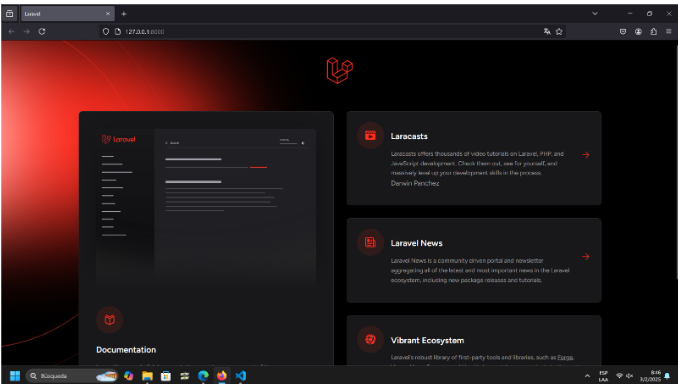 Laravel
127.0.0.1:8000
Laravel
Laracasts
Laracasts offers thousands of video tutorials on Laravel, PHP, and
JavaScript development. Check them out, see for yourself, and
massively level up your development skills in the process.
Darwin Panchez
Laravel News
Laravel News is a community driven portal and newsletter
aggregating all of the latest and most important news in the Laravel
ecosystem, including new package releases and tutorials.
Documentation
Vibrant Ecosystem
Laravel's robust library of first-party tools and libraries, such as Forge,
Búsqueda
ESP
LAA
8:46
3/2/2025